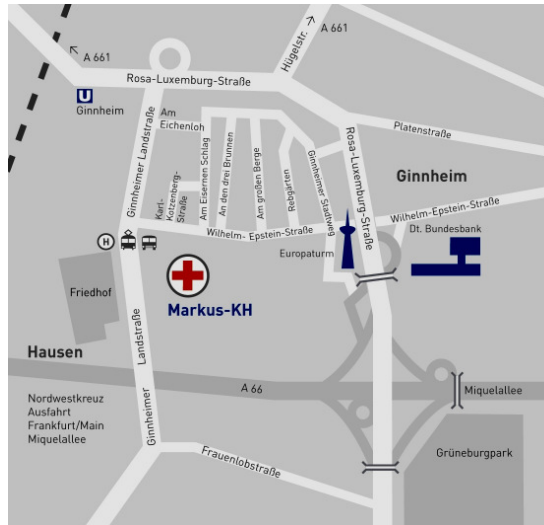 A 661
Hügelstr.
A 661
Rosa-Luxemburg-Straße
U
Ginnheim
Am
Eichenloh
Platenstraße
Ginnheimer Landstraße
Karl-
Kotzenberg-
Straße
Am Eisernen Schlag
An den drei Brunnen
Am großen Berge
Rebgärten
Ginnheimer Stadtweg
Rosa-Luxemburg-Straße
Ginnheim
Wilhelm- Epstein-Straße
Wilhelm- Epstein-Straße
Dt. Bundesbank
H
Europaturm
Friedhof
Markus-KH
Hausen
Ginnheimer Landstraße
A 66
Miquelallee
Nordwestkreuz
Ausfahrt
Frankfurt/Main
Miquelallee
Frauenlobstraße
Grüneburgpark